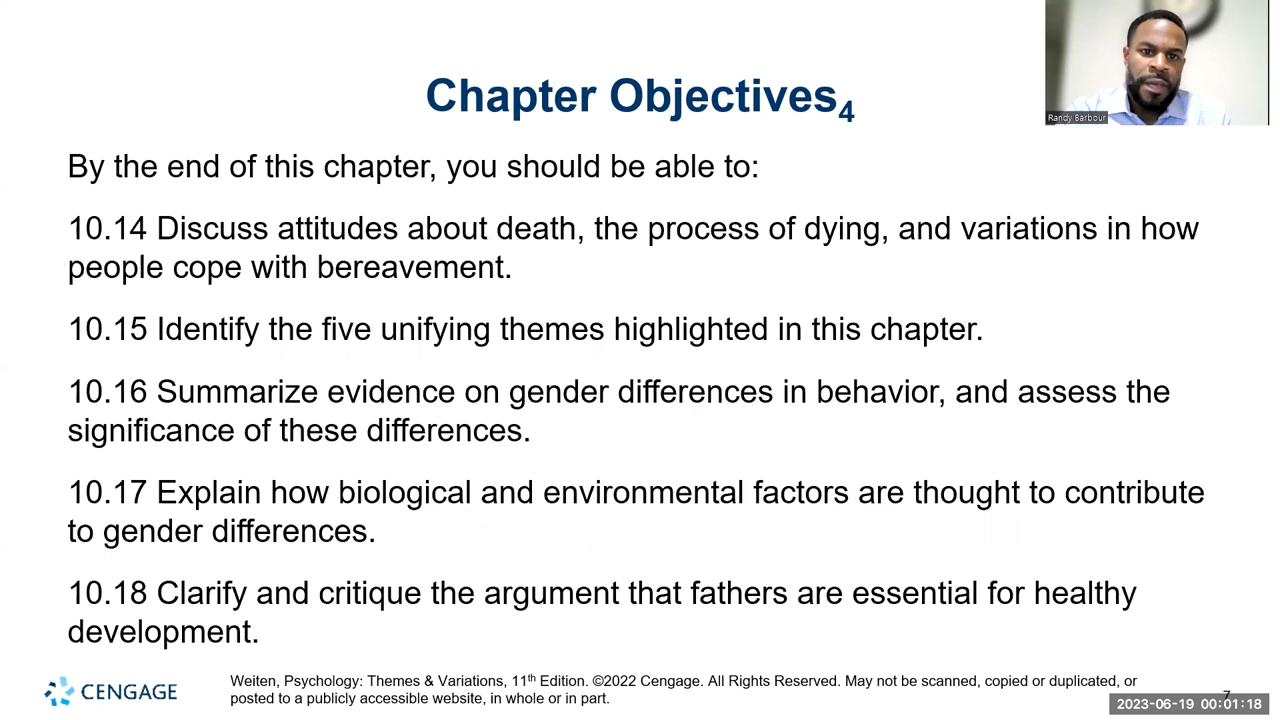 Chapter Objectives4
Randy Barbour
By the end of this chapter, you should be able to:
10.14 Discuss attitudes about death, the process of dying, and variations in how
people cope with bereavement.
10.15 Identify the five unifying themes highlighted in this chapter.
10.16 Summarize evidence on gender differences in behavior, and assess the
significance of these differences.
10.17 Explain how biological and environmental factors are thought to contribute
to gender differences.
10.18 Clarify and critique the argument that fathers are essential for healthy
development.
CENGAGE
Weiten, Psychology: Themes & Variations, 11th Edition. ©2022 Cengage. All Rights Reserved. May not be scanned, copied or duplicated, or
posted to a publicly accessible website, in whole or in part.
7
2023-06-19 00:01:18